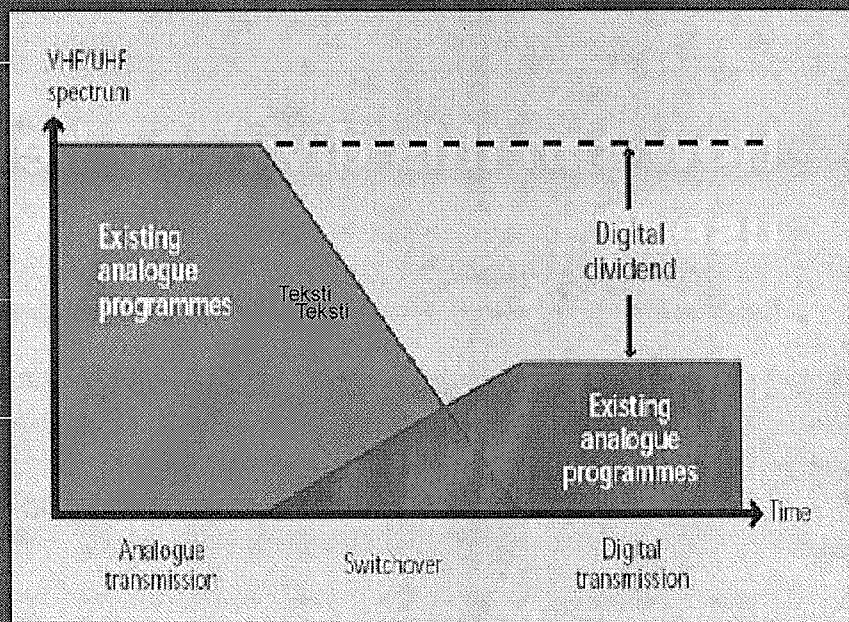 VHF/UHF
spectrum
Existing
analogue
programmes
Teksti
Teksti
Digital
dividend
Existing
analogue
programmes
Time
Analogue
transmission
Switchover
Digital
transmission